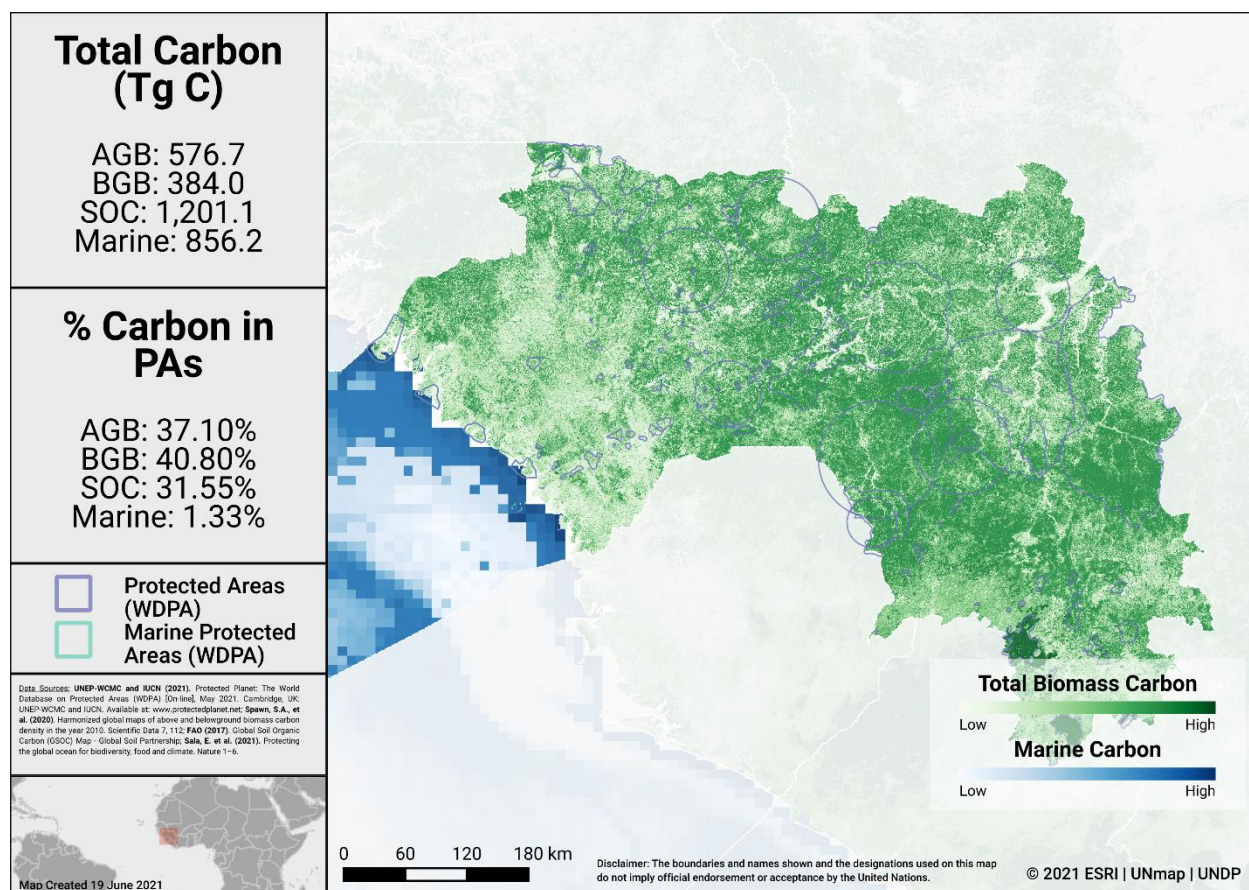 Total Carbon
(Tg C)
AGB: 576.7
BGB: 384.0
SOC: 1,201.1
Marine: 856.2
% Carbon in
PAs
AGB: 37.10%
BGB: 40.80%
SOC: 31.55%
Marine: 1.33%
Protected Areas
(WDPA)
Marine Protected
Areas (WDPA)
Data Sources: UNEP-WCMC and IUCN (2021). Protected Planet: The World
Database on Protected Areas (WDPA) [On-line], May 2021. Cambridge, UK:
UNEP-WCMC and IUCN. Available at: www.protectedplanet.net; Spawn, S.A., et
al. (2020). Harmonized global maps of above and belowground biomass carbon
density in the year 2010. Scientific Data 7, 112; FAO (2017). Global Soil Organic
Carbon (GSOC) Map - Global Soil Partnership; Sala, E. et al. (2021). Protecting
the global ocean for biodiversity, food and climate. Nature 1–6.
Map Created 19 June 2021
Total Biomass Carbon
Low High
Marine Carbon
Low High
0 60 120 180 km
Disclaimer: The boundaries and names shown and the designations used on this map
do not imply official endorsement or acceptance by the United Nations.
© 2021 ESRI | UNmap | UNDP